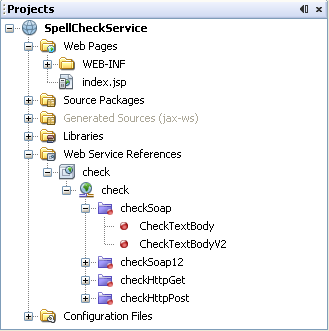 Projects
SpellCheckService
Web Pages
WEB-INF
index.jsp
Source Packages
Generated Sources (jax-ws)
Libraries
Web Service References
check
check
checkSoap
CheckTextBody
CheckTextBodyV2
checkSoap12
checkHttpGet
checkHttpPost
Configuration Files